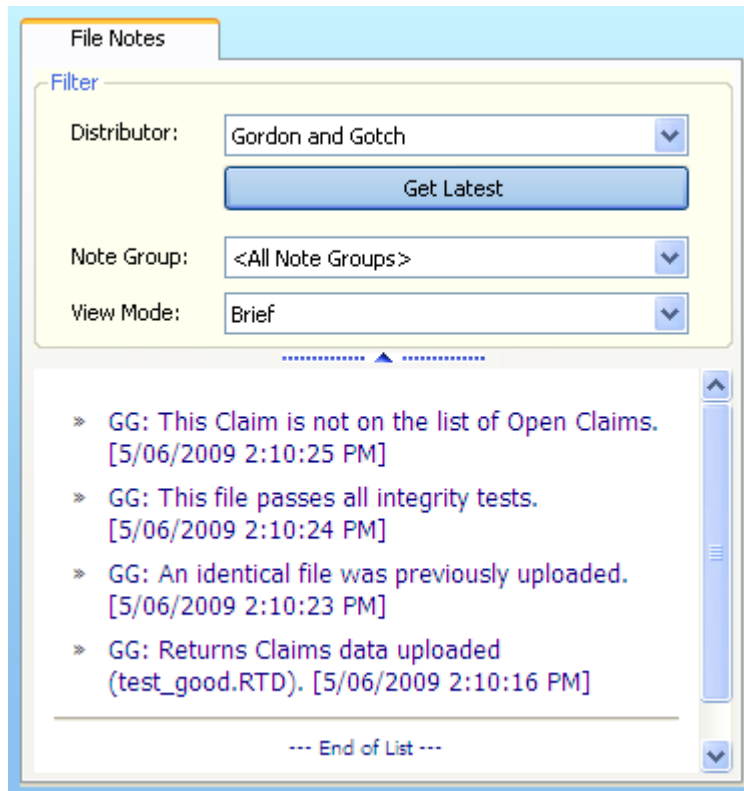 File Notes
Filter
Distributor: Gordon and Gotch
Get Latest
Note Group: <All Note Groups>
View Mode: Brief
» GG: This Claim is not on the list of Open Claims.
[5/06/2009 2:10:25 PM]
» GG: This file passes all integrity tests.
[5/06/2009 2:10:24 PM]
» GG: An identical file was previously uploaded.
[5/06/2009 2:10:23 PM]
» GG: Returns Claims data uploaded
(test_good.RTD). [5/06/2009 2:10:16 PM]
--- End of List ---